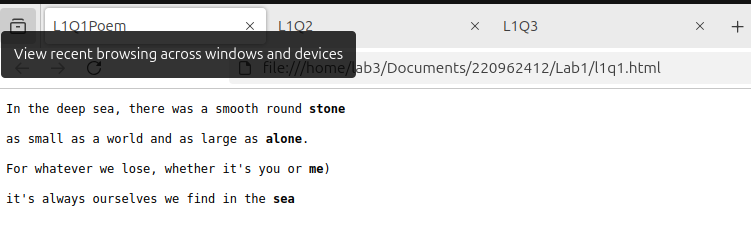 L1Q1Poem × L1Q2 × L1Q3 × +
View recent browsing across windows and devices
file:///home/lab3/Documents/220962412/Lab1/l1q1.html
In the deep sea, there was a smooth round stone
as small as a world and as large as alone.
For whatever we lose, whether it's you or me)
it's always ourselves we find in the sea